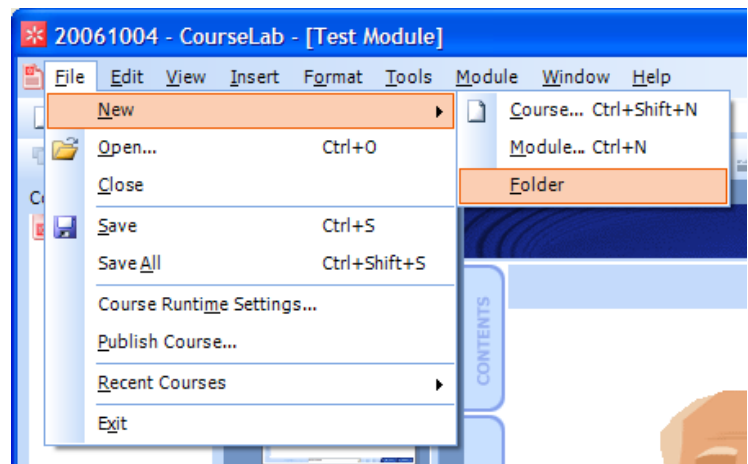 20061004 - CourseLab - [Test Module]
File Edit View Insert Format Tools Module Window Help
New
Course... Ctrl+Shift+N
Open... Ctrl+O
Module... Ctrl+N
Close
Folder
Save Ctrl+S
Save All Ctrl+Shift+S
Course Runtime Settings...
Publish Course...
Recent Courses
Exit
CONTENTS